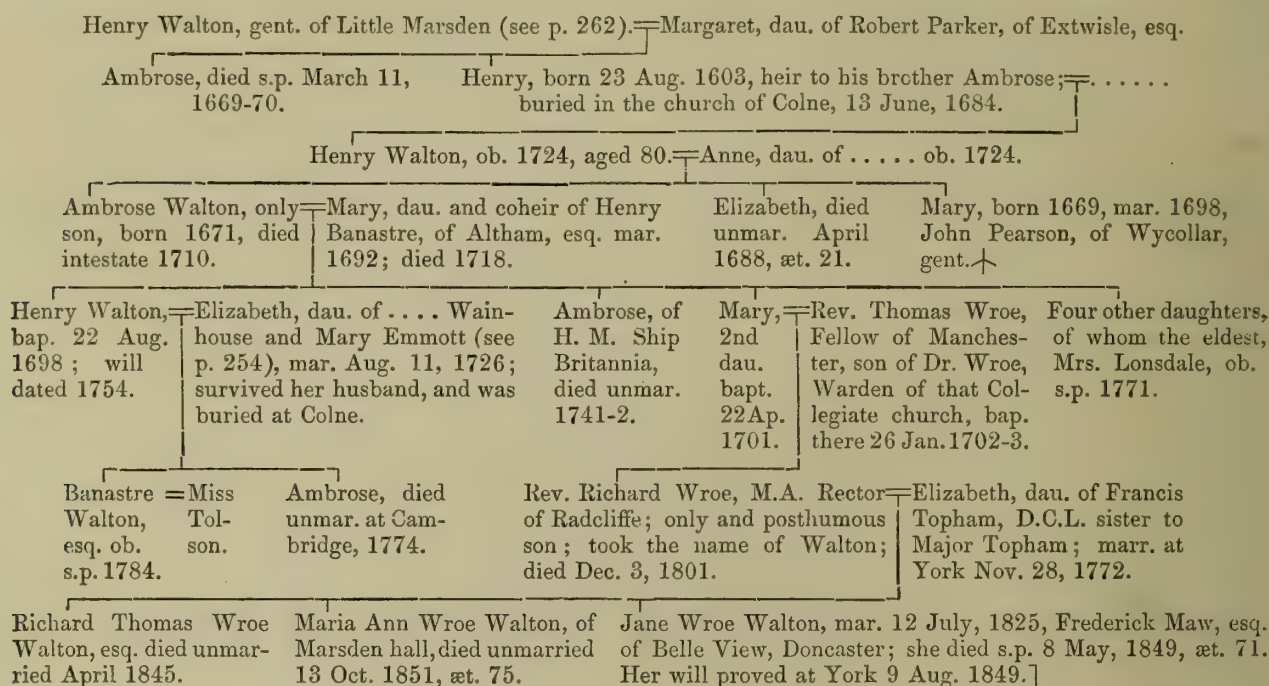 Henry Walton, gent. of Little Marsden (see p. 262).=Margaret, dau. of Robert Parker, of Extwisle, esq.
Ambrose, died s.p. March 11,
1669-70.
Henry, born 23 Aug. 1603, heir to his brother Ambrose;=. . . . . .
buried in the church of Colne, 13 June, 1684.
Henry Walton, ob. 1724, aged 80.=Anne, dau. of . . . . . ob. 1724.
Ambrose Walton, only
son, born 1671, died
intestate 1710.
=Mary, dau. and coheir of Henry
Banastre, of Altham, esq. mar.
1692; died 1718.
Elizabeth, died
unmar. April
1688, æt. 21.
Mary, born 1669, mar. 1698,
John Pearson, of Wycollar,
gent.
Henry Walton,
bap. 22 Aug.
1698; will
dated 1754.
=Elizabeth, dau. of . . . . Wain-
house and Mary Emmott (see
p. 254), mar. Aug. 11, 1726;
survived her husband, and was
buried at Colne.
Ambrose, of
H. M. Ship
Britannia,
died unmar.
1741-2.
Mary,
2nd
dau.
bapt.
22 Ap.
1701.
=Rev. Thomas Wroe,
Fellow of Manches-
ter, son of Dr. Wroe,
Warden of that Col-
legiate church, bap.
there 26 Jan. 1702-3.
Four other daughters,
of whom the eldest,
Mrs. Lonsdale, ob.
s.p. 1771.
Banastre
Walton,
esq. ob.
s.p. 1784.
=Miss
Tol-
son.
Ambrose, died
unmar. at Cam-
bridge, 1774.
Rev. Richard Wroe, M.A. Rector
of Radcliffe; only and posthumous
son; took the name of Walton;
died Dec. 3, 1801.
=Elizabeth, dau. of Francis
Topham, D.C.L. sister to
Major Topham; marr. at
York Nov. 28, 1772.
Richard Thomas Wroe
Walton, esq. died unmar-
ried April 1845.
Maria Ann Wroe Walton, of
Marsden hall, died unmarried
13 Oct. 1851, æt. 75.
Jane Wroe Walton, mar. 12 July, 1825, Frederick Maw, esq.
of Belle View, Doncaster; she died s.p. 8 May, 1849, æt. 71.
Her will proved at York 9 Aug. 1849.]